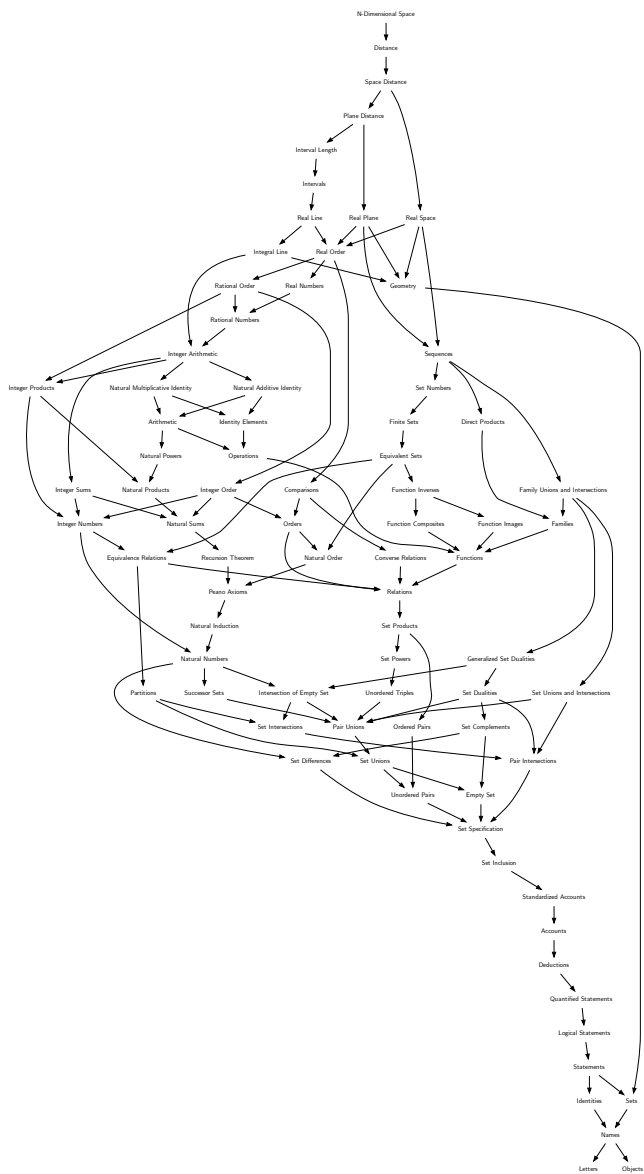 N-Dimensional Space
Distance
Space Distance
Plane Distance
Interval Length
Intervals
Real Line
Real Plane
Real Space
Integral Line
Real Order
Rational Order
Real Numbers
Geometry
Rational Numbers
Integer Arithmetic
Sequences
Integer Products
Natural Multiplicative Identity
Natural Additive Identity
Set Numbers
Arithmetic
Identity Elements
Finite Sets
Direct Products
Natural Powers
Operations
Equivalent Sets
Integer Sums
Natural Products
Integer Order
Comparisons
Function Inverses
Family Unions and Intersections
Integer Numbers
Natural Sums
Orders
Function Composites
Function Images
Families
Equivalence Relations
Recursion Theorem
Natural Order
Converse Relations
Functions
Peano Axioms
Relations
Natural Induction
Set Products
Natural Numbers
Set Powers
Generalized Set Dualities
Partitions
Successor Sets
Intersection of Empty Set
Unordered Triples
Set Dualities
Set Unions and Intersections
Set Intersections
Pair Unions
Ordered Pairs
Set Complements
Set Differences
Set Unions
Pair Intersections
Unordered Pairs
Empty Set
Set Specification
Set Inclusion
Standardized Accounts
Accounts
Deductions
Quantified Statements
Logical Statements
Statements
Identities
Sets
Names
Letters
Objects